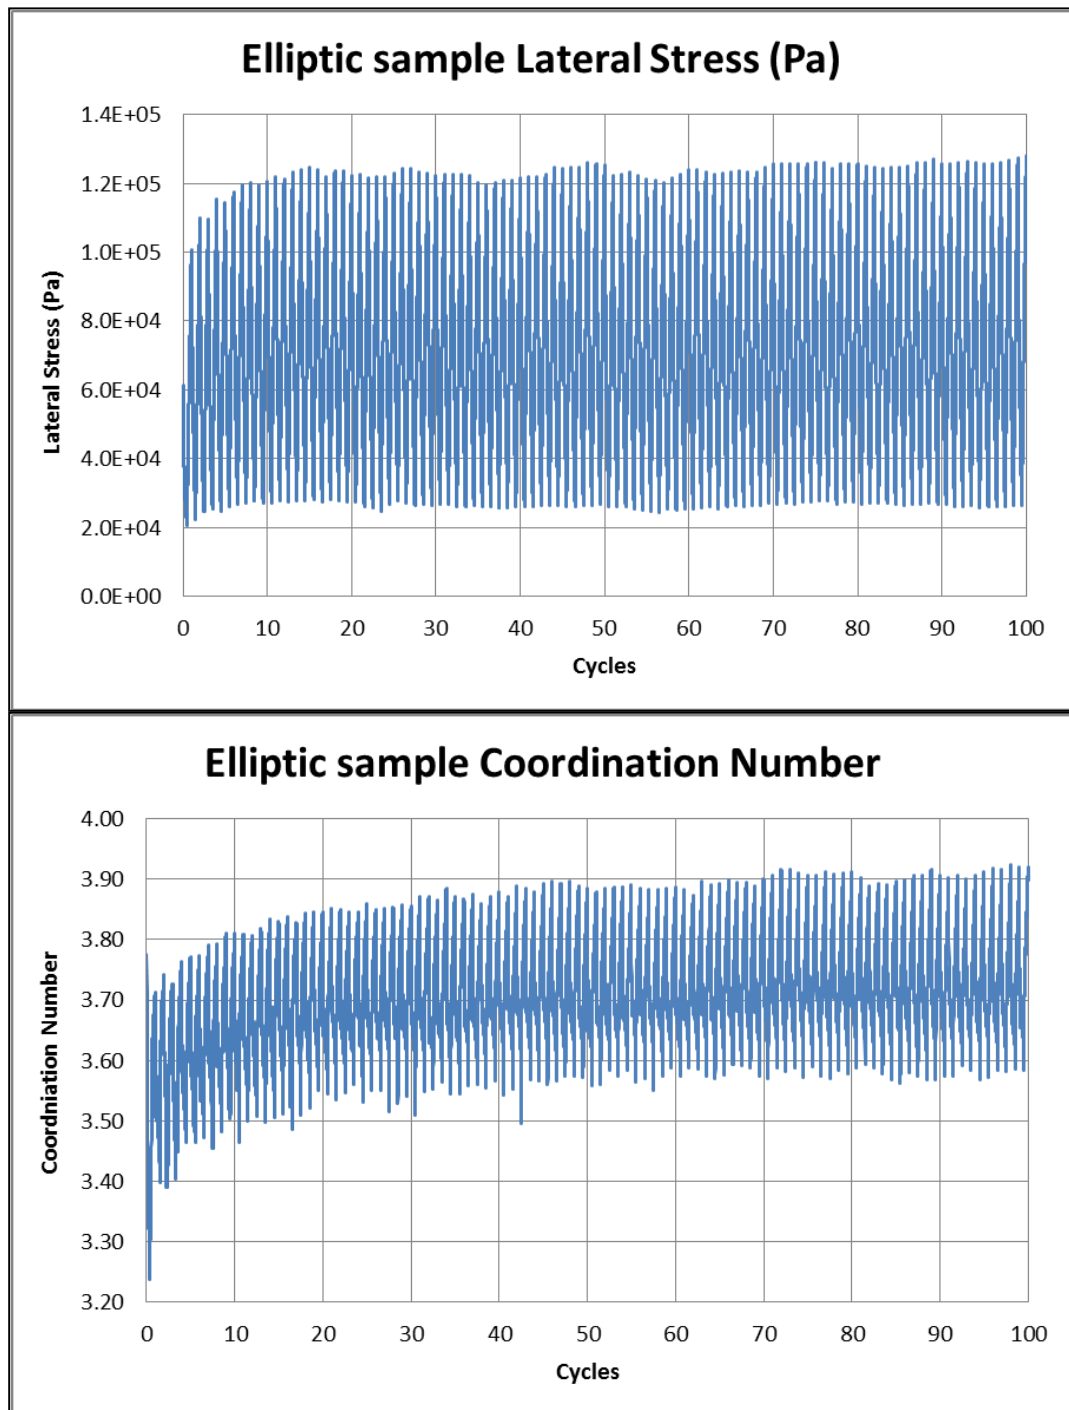 Elliptic sample Lateral Stress (Pa)
1.4E+05
1.2E+05
1.0E+05
8.0E+04
6.0E+04
4.0E+04
2.0E+04
0.0E+00
Lateral Stress (Pa)
0 10 20 30 40 50 60 70 80 90 100
Cycles
Elliptic sample Coordination Number
4.00
3.90
3.80
3.70
3.60
3.50
3.40
3.30
3.20
Coordniation Number
0 10 20 30 40 50 60 70 80 90 100
Cycles